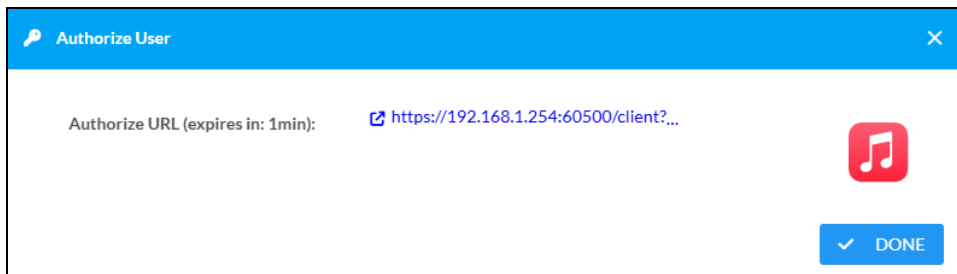 Authorize User
Authorize URL (expires in: 1min): https://192.168.1.254:60500/client?...
DONE